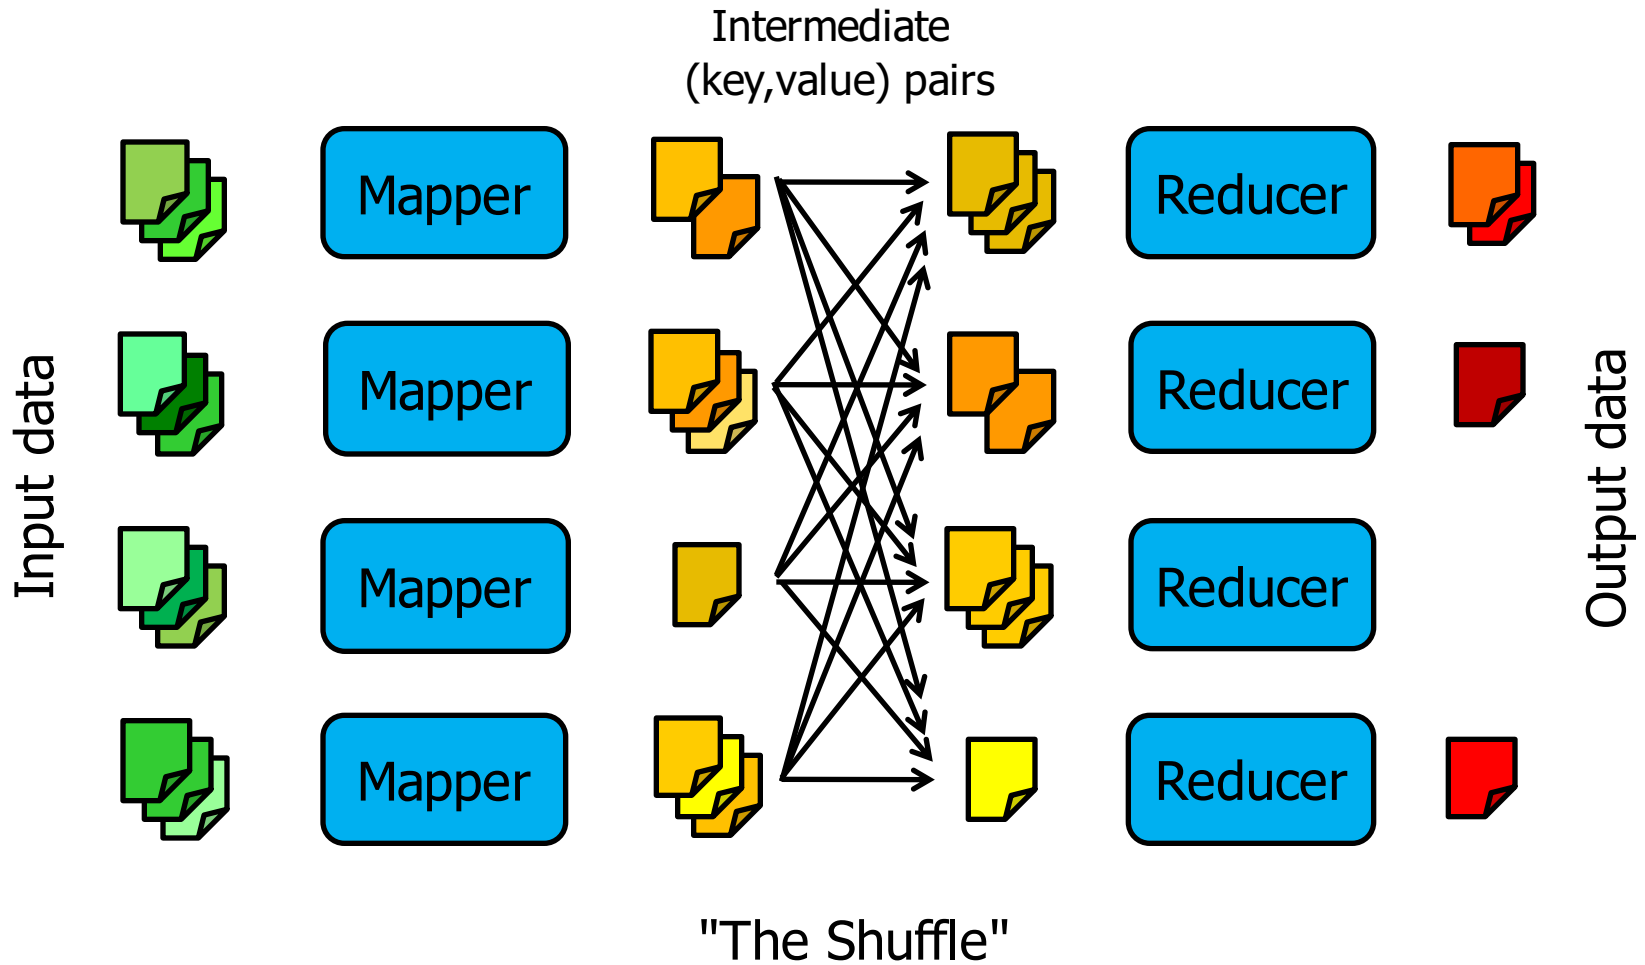 Intermediate
(key,value) pairs
Mapper
Reducer
Mapper
Reducer
Mapper
Reducer
Mapper
Reducer
Input data
Output data
"The Shuffle"